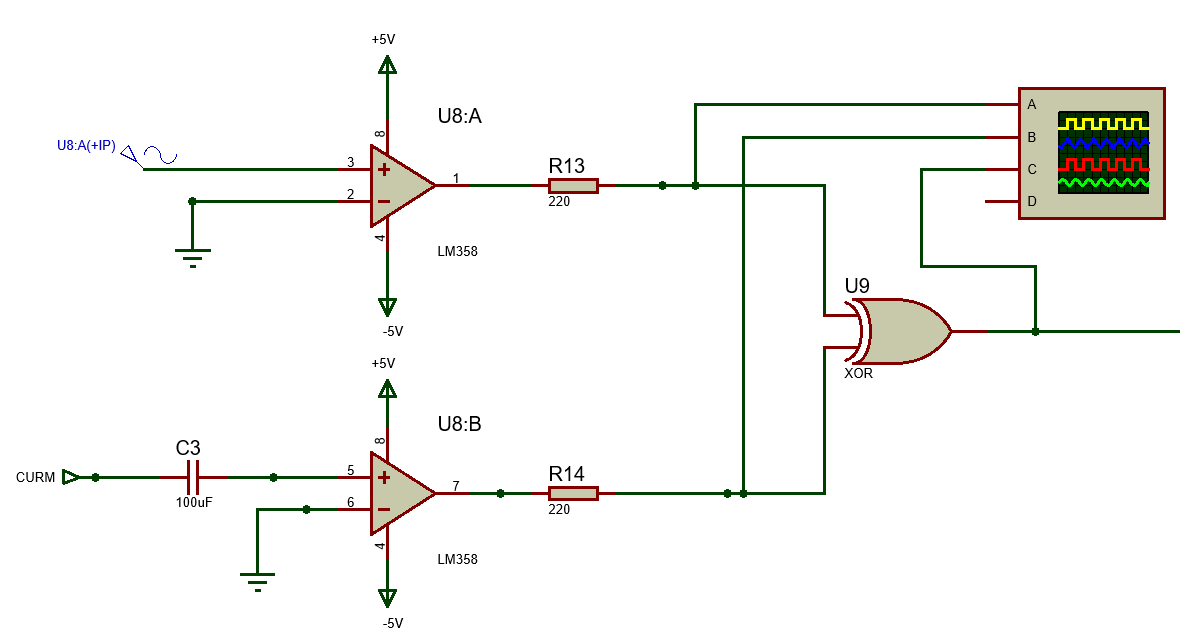 +5V
U8:A
U8:A(+IP)
8
3
2
1
4
LM358
-5V
R13
220
A
B
C
D
U9
XOR
+5V
U8:B
CURM
C3
100uF
8
5
6
7
4
LM358
-5V
R14
220